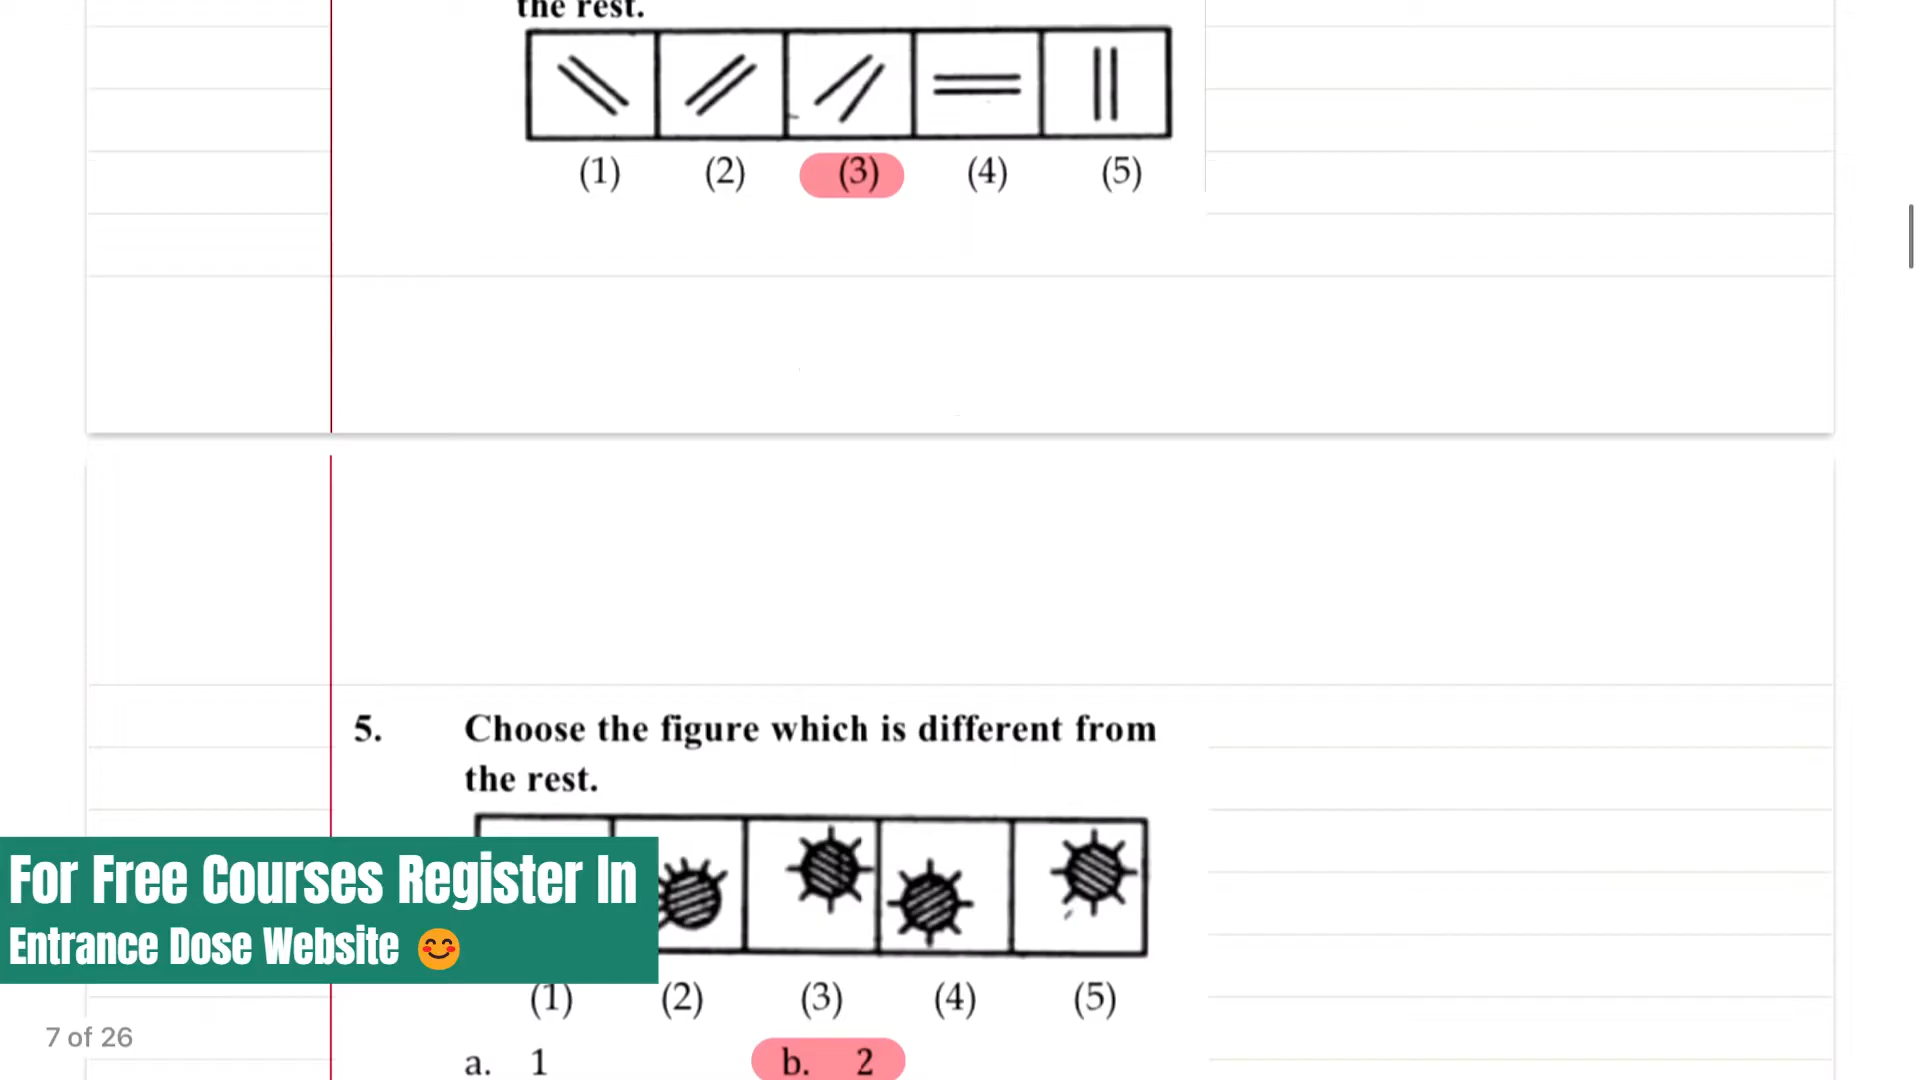 the rest.
(1) (2) (3) (4) (5)
5. Choose the figure which is different from
the rest.
For Free Courses Register In
Entrance Dose Website 😊
(1) (2) (3) (4) (5)
7 of 26
a. 1 b. 2